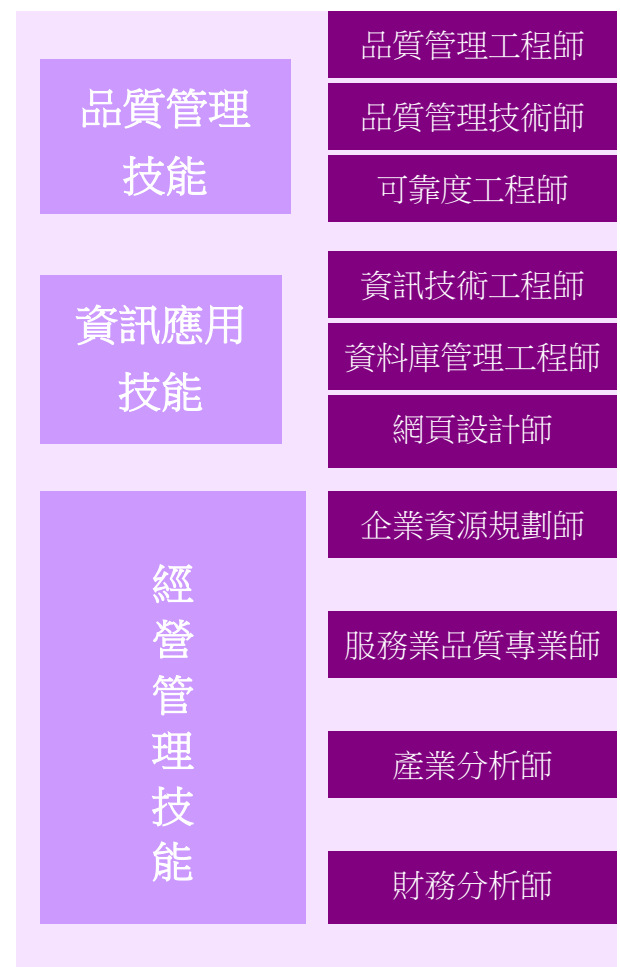 品質管理
技能
品質管理工程師
品質管理技術師
可靠度工程師
資訊應用
技能
資訊技術工程師
資料庫管理工程師
網頁設計師
經營管理技能
企業資源規劃師
服務業品質專業師
產業分析師
財務分析師